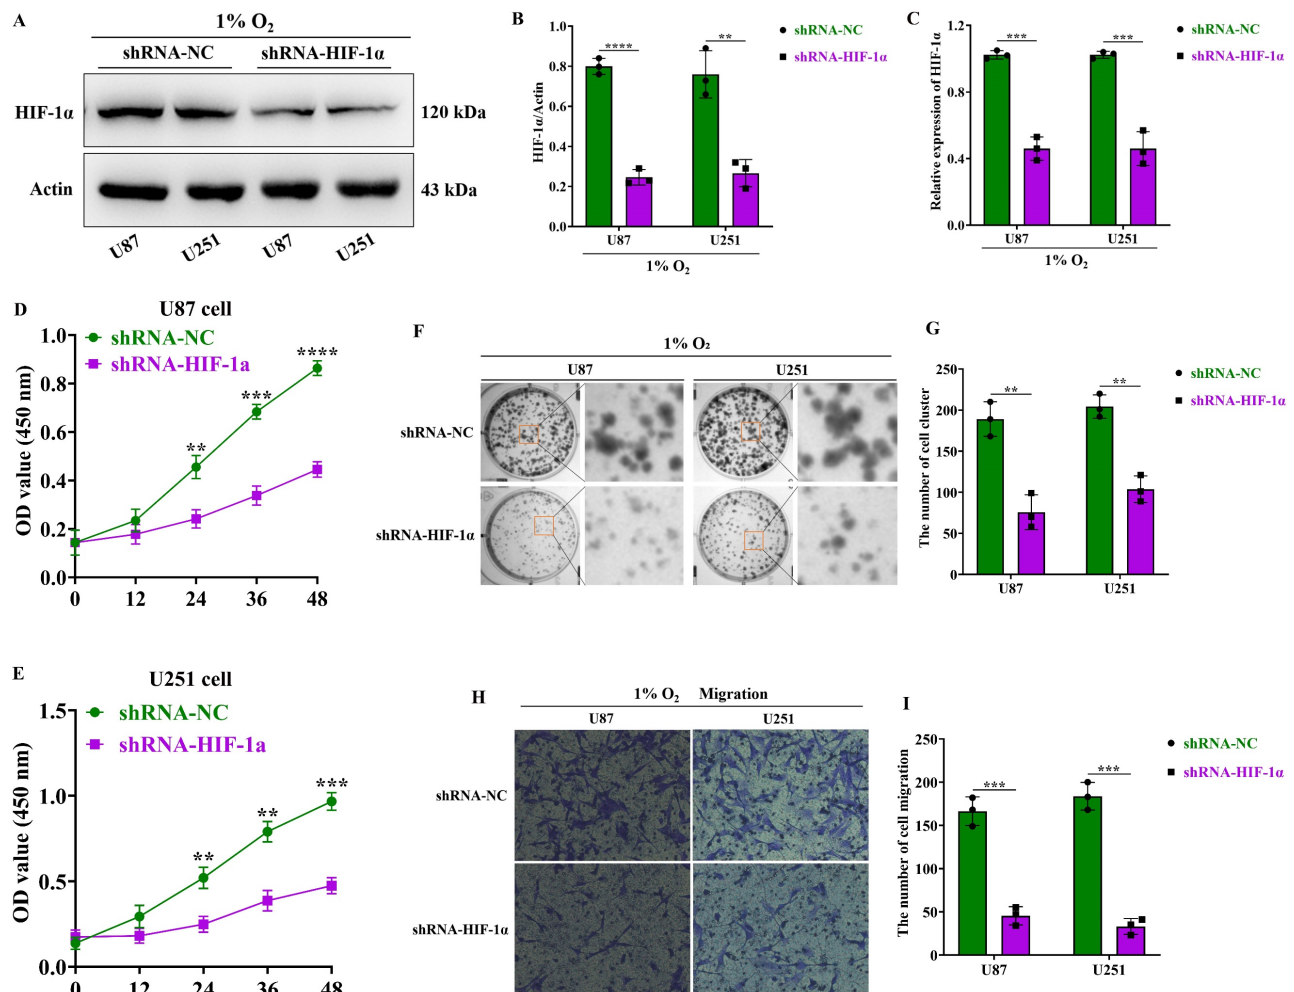 A
1% O2
shRNA-NC shRNA-HIF-1α
HIF-1α 120 kDa
Actin 43 kDa
U87 U251 U87 U251
B
shRNA-NC
shRNA-HIF-1α
HIF-1α/Actin
1.0
0.8
0.6
0.4
0.2
0.0
**** **
U87 U251
1% O2
C
shRNA-NC
shRNA-HIF-1α
Relative expression of HIF-1α
1.2
0.8
0.4
0.0
*** ***
U87 U251
1% O2
D
U87 cell
shRNA-NC
shRNA-HIF-1a
OD value (450 nm)
1.0
0.8
0.6
0.4
0.2
0.0
** *** ****
0 12 24 36 48
E
U251 cell
shRNA-NC
shRNA-HIF-1a
OD value (450 nm)
1.5
1.0
0.5
0.0
** ** ***
0 12 24 36 48
F
1% O2
U87 U251
shRNA-NC
shRNA-HIF-1α
G
shRNA-NC
shRNA-HIF-1α
The number of cell cluster
250
200
150
100
50
0
** **
U87 U251
H
1% O2 Migration
U87 U251
shRNA-NC
shRNA-HIF-1α
I
shRNA-NC
shRNA-HIF-1α
The number of cell migration
250
200
150
100
50
0
*** ***
U87 U251